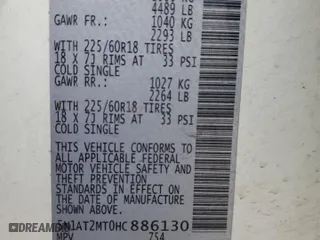 4489 LB
GAWR FR.: 1040 KG
2293 LB
WITH 225/60R18 TIRES
18 X 7J RIMS AT 33 PSI
COLD SINGLE
GAWR RR.: 1027 KG
2264 LB
WITH 225/60R18 TIRES
18 X 7J RIMS AT 33 PSI
COLD SINGLE
THIS VEHICLE CONFORMS TO
ALL APPLICABLE FEDERAL
MOTOR VEHICLE SAFETY AND
THEFT PREVENTION STANDARDS
IN EFFECT ON THE DATE OF
MANUFACTURE SHOWN ABOVE.
5N1AT2MT0HC886130
MPV 7S4